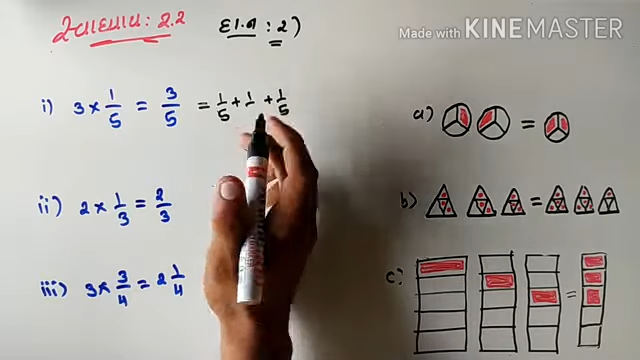 સ્વાધ્યાય : 2.2 દાખલો : 2)
Made with KINEMASTER
i) 3 × 1/5 = 3/5 = 1/5 + 1 + 1/5
ii) 2 × 1/3 = 2/3
iii) 3 × 3/4 = 2 1/4
a) =
b) =
c) =